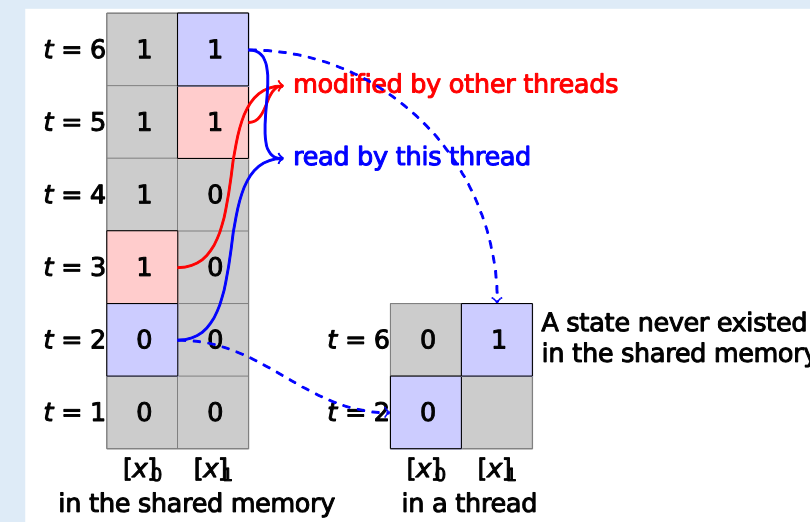 t = 6 1 1
modified by other threads
t = 5 1 1
read by this thread
t = 4 1 0
t = 3 1 0
t = 2 0 0
t = 1 0 0
[x]0 [x]1
in the shared memory
t = 6 0 1
A state never existed
in the shared memory
t = 2 0
[x]0 [x]1
in a thread